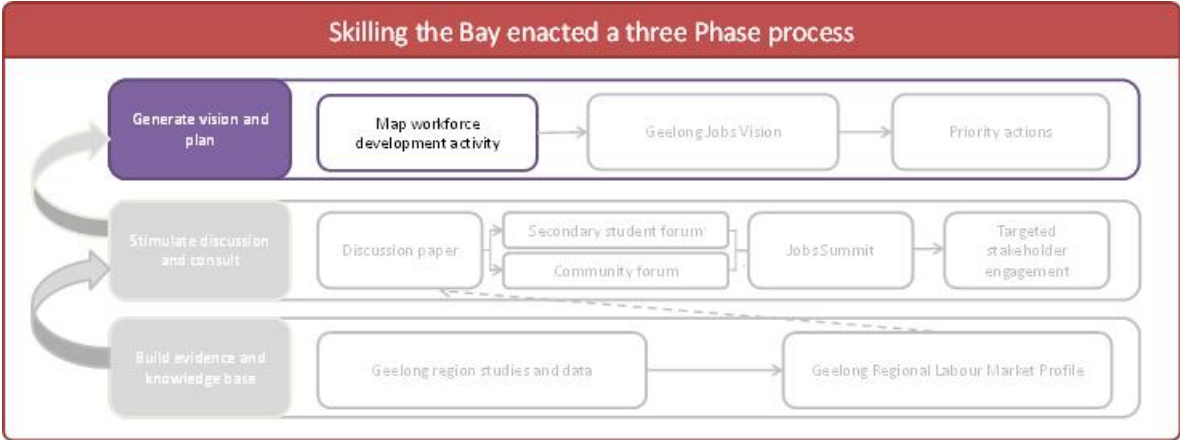 Skilling the Bay enacted a three Phase process
Generate vision and
plan
Map workforce
development activity
Geelong Jobs Vision
Priority actions
Stimulate discussion
and consult
Discussion paper
Secondary student forum
Community forum
Jobs Summit
Targeted
stakeholder
engagement
Build evidence and
knowledge base
Geelong region studies and data
Geelong Regional Labour Market Profile